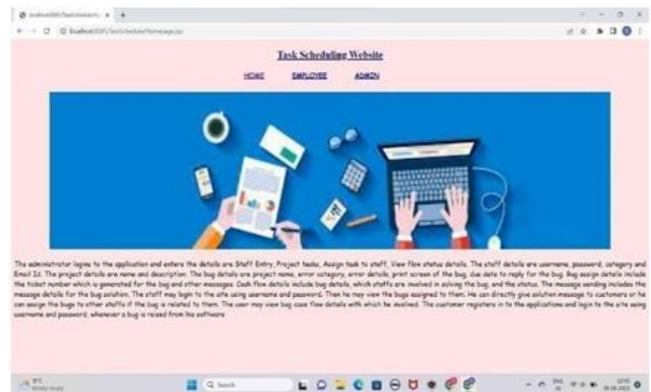 Task Scheduling Website
HOME EMPLOYEE ADMIN
The administrator logins to the application and enters the details are Staff Entry, Project tasks, Assign task to staff, View flow status details. The staff details are username, password, category and
Email Id. The project details are name and description. The bug details are project name, error category, error details, print screen of the bug, due date to reply for the bug. Bug assign details include
the ticket number which is generated for the bug and other messages. Cash flow details include bug details, which staffs are involved in solving the bug, and the status. The message sending includes the
message details for the bug solution. The staff may login to the site using username and password. Then he may view the bugs assigned to them. He can directly give solution message to customers or he
can assign the bugs to other staffs if the bug is related to them. The user may view bug case flow details with which he involved. The customer registers in to the applications and login to the site using
username and password, whenever a bug is raised from his software
Search